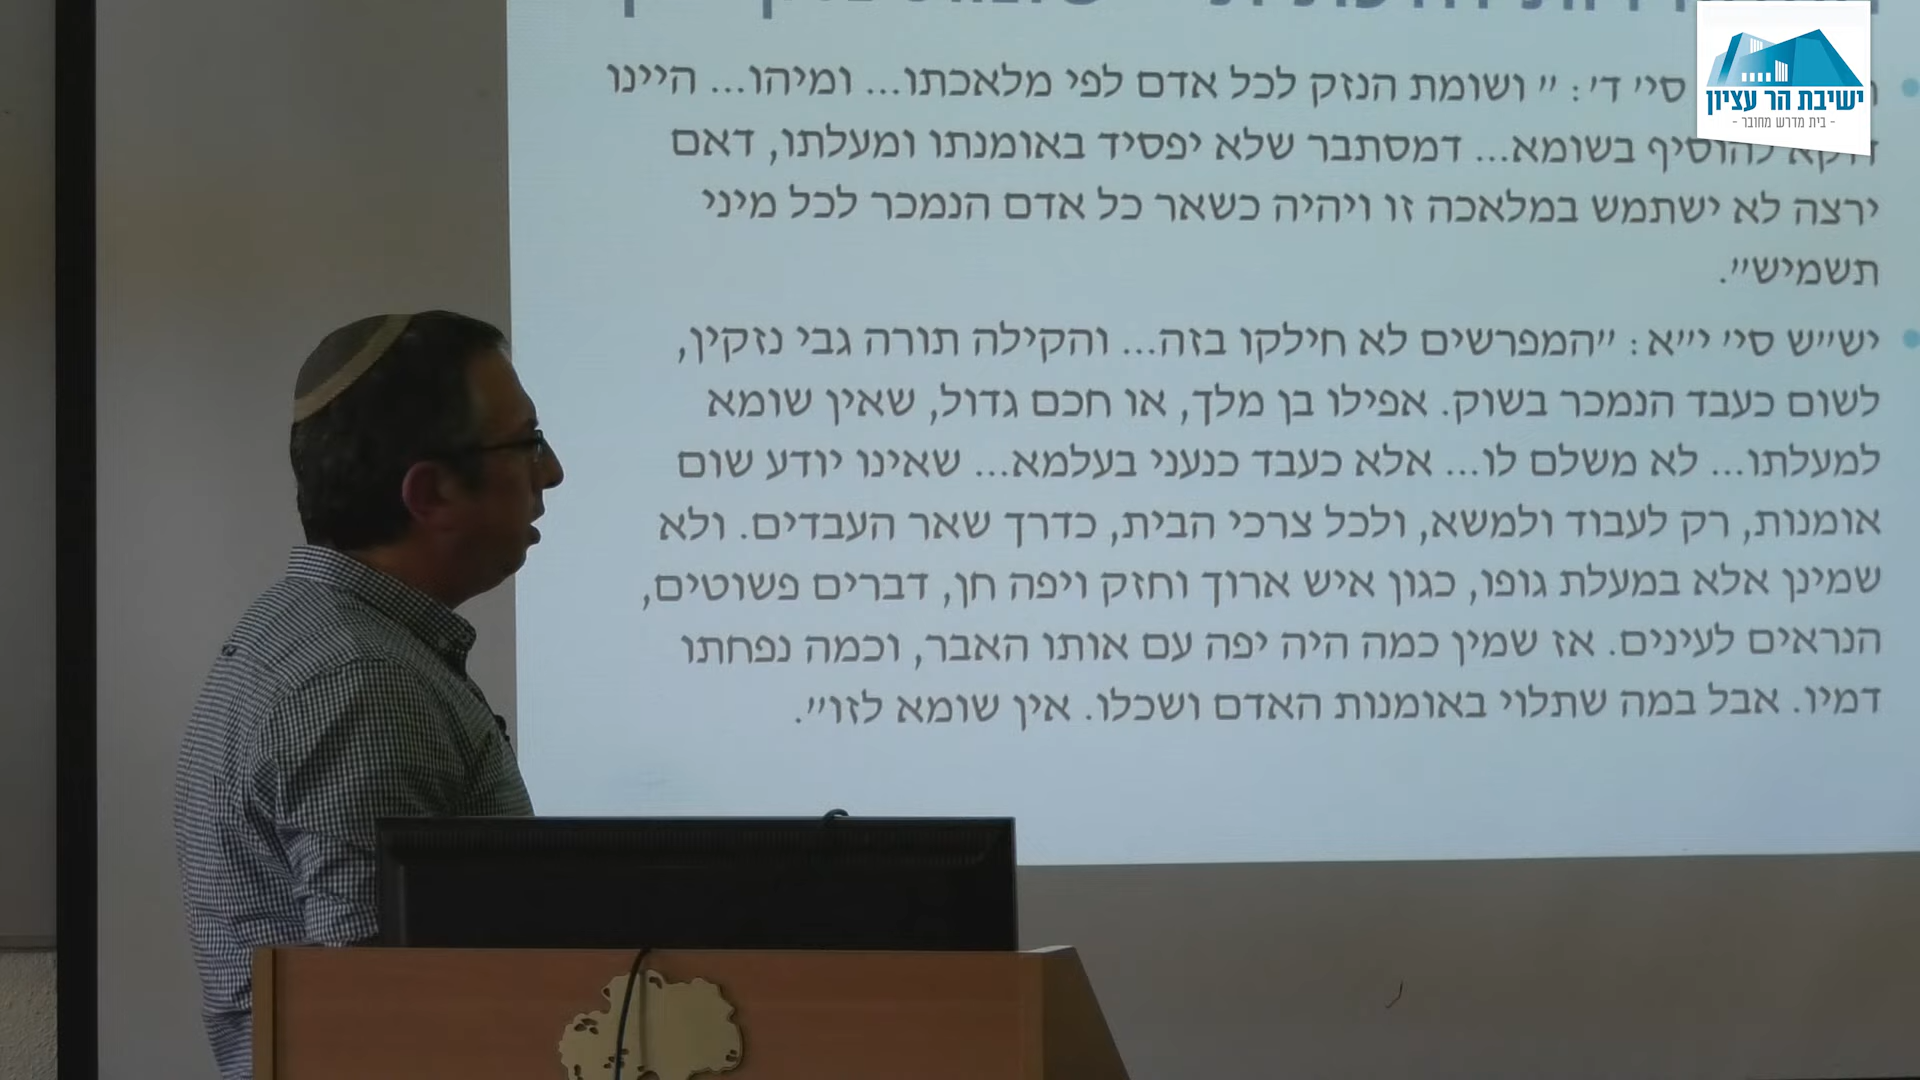 סי׳ ד׳: ״ ושומת הנזק לכל אדם לפי מלאכתו... ומיהו... היינו
דווקא להוסיף בשומא... דמסתבר שלא יפסיד באומנתו ומעלתו, דאם
ירצה לא ישתמש במלאכה זו ויהיה כשאר כל אדם הנמכר לכל מיני
תשמיש״.
יש״ש סי׳ י״א: ״המפרשים לא חילקו בזה... והקילה תורה גבי נזקין,
לשום כעבד הנמכר בשוק. אפילו בן מלך, או חכם גדול, שאין שומא
למעלתו... לא משלם לו... אלא כעבד כנעני בעלמא... שאינו יודע שום
אומנות, רק לעבוד ולמשא, ולכל צרכי הבית, כדרך שאר העבדים. ולא
שמינן אלא במעלת גופו, כגון איש ארוך וחזק ויפה חן, דברים פשוטים,
הנראים לעינים. אז שמין כמה היה יפה עם אותו האבר, וכמה נפחתו
דמיו. אבל במה שתלוי באומנות האדם ושכלו. אין שומא לזו״.
ישיבת הר עציון
- בית מדרש מחובר -